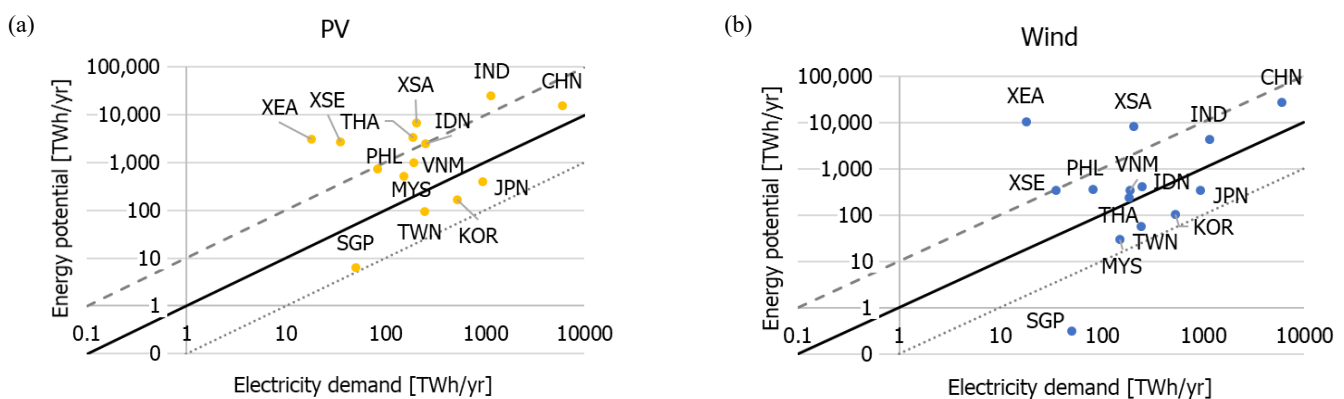 (a)
PV
Energy potential [TWh/yr]
100,000
10,000
1,000
100
10
1
0
0.1
1
10
100
1000
10000
Electricity demand [TWh/yr]
XEA
XSE
XSA
IND
CHN
THA
IDN
PHL
VNM
MYS
JPN
SGP
TWN
KOR
(b)
Wind
Energy potential [TWh/yr]
100,000
10,000
1,000
100
10
1
0
0.1
1
10
100
1000
10000
Electricity demand [TWh/yr]
XEA
XSA
IND
CHN
XSE
PHL
VNM
IDN
JPN
THA
TWN
KOR
MYS
SGP